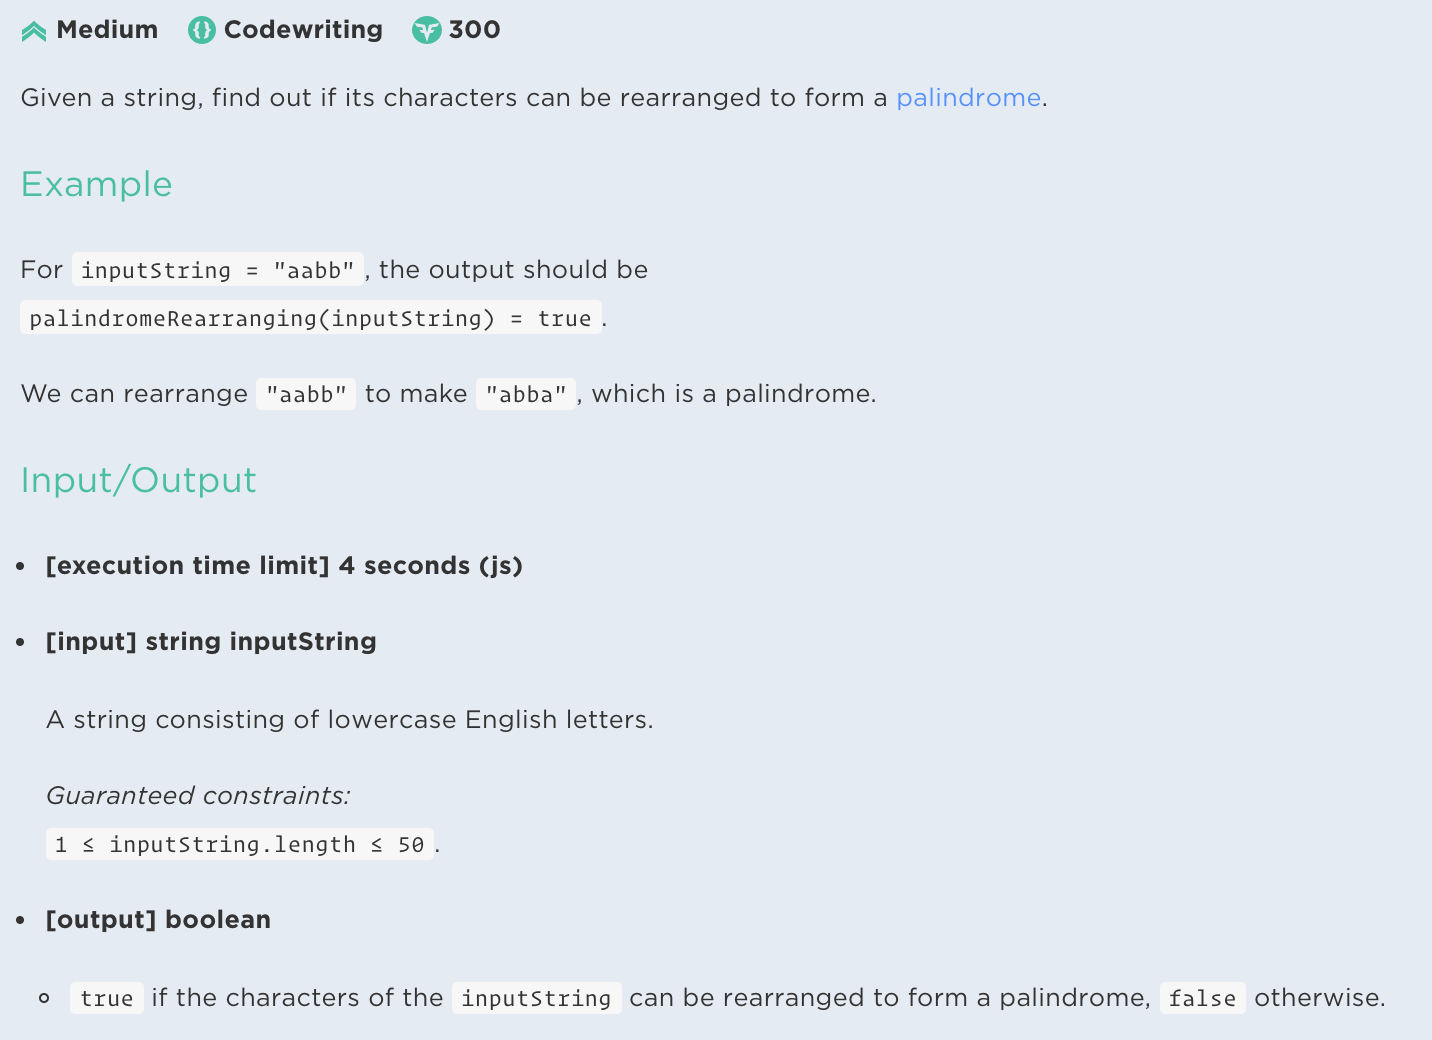 Medium Codewriting 300
Given a string, find out if its characters can be rearranged to form a palindrome.
Example
For inputString = "aabb", the output should be
palindromeRearranging(inputString) = true.
We can rearrange "aabb" to make "abba", which is a palindrome.
Input/Output
• [execution time limit] 4 seconds (js)
• [input] string inputString
A string consisting of lowercase English letters.
Guaranteed constraints:
1 ≤ inputString.length ≤ 50.
• [output] boolean
◦ true if the characters of the inputString can be rearranged to form a palindrome, false otherwise.